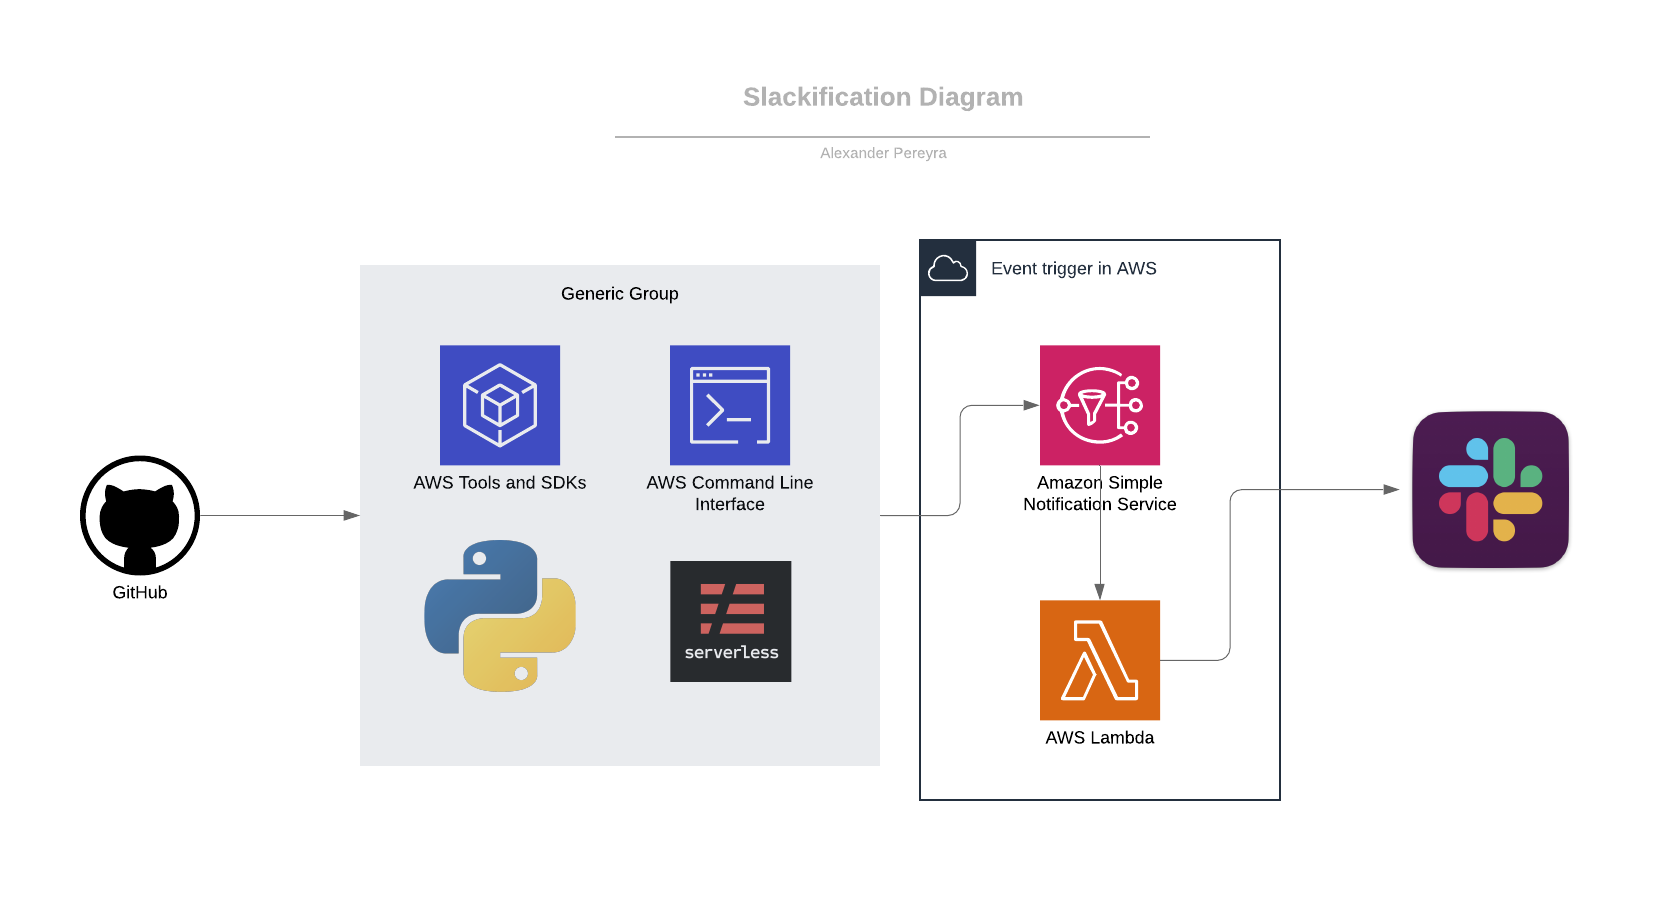 Slackification Diagram
Alexander Pereyra
Generic Group
Event trigger in AWS
AWS Tools and SDKs
AWS Command Line
Interface
Amazon Simple
Notification Service
GitHub
serverless
AWS Lambda